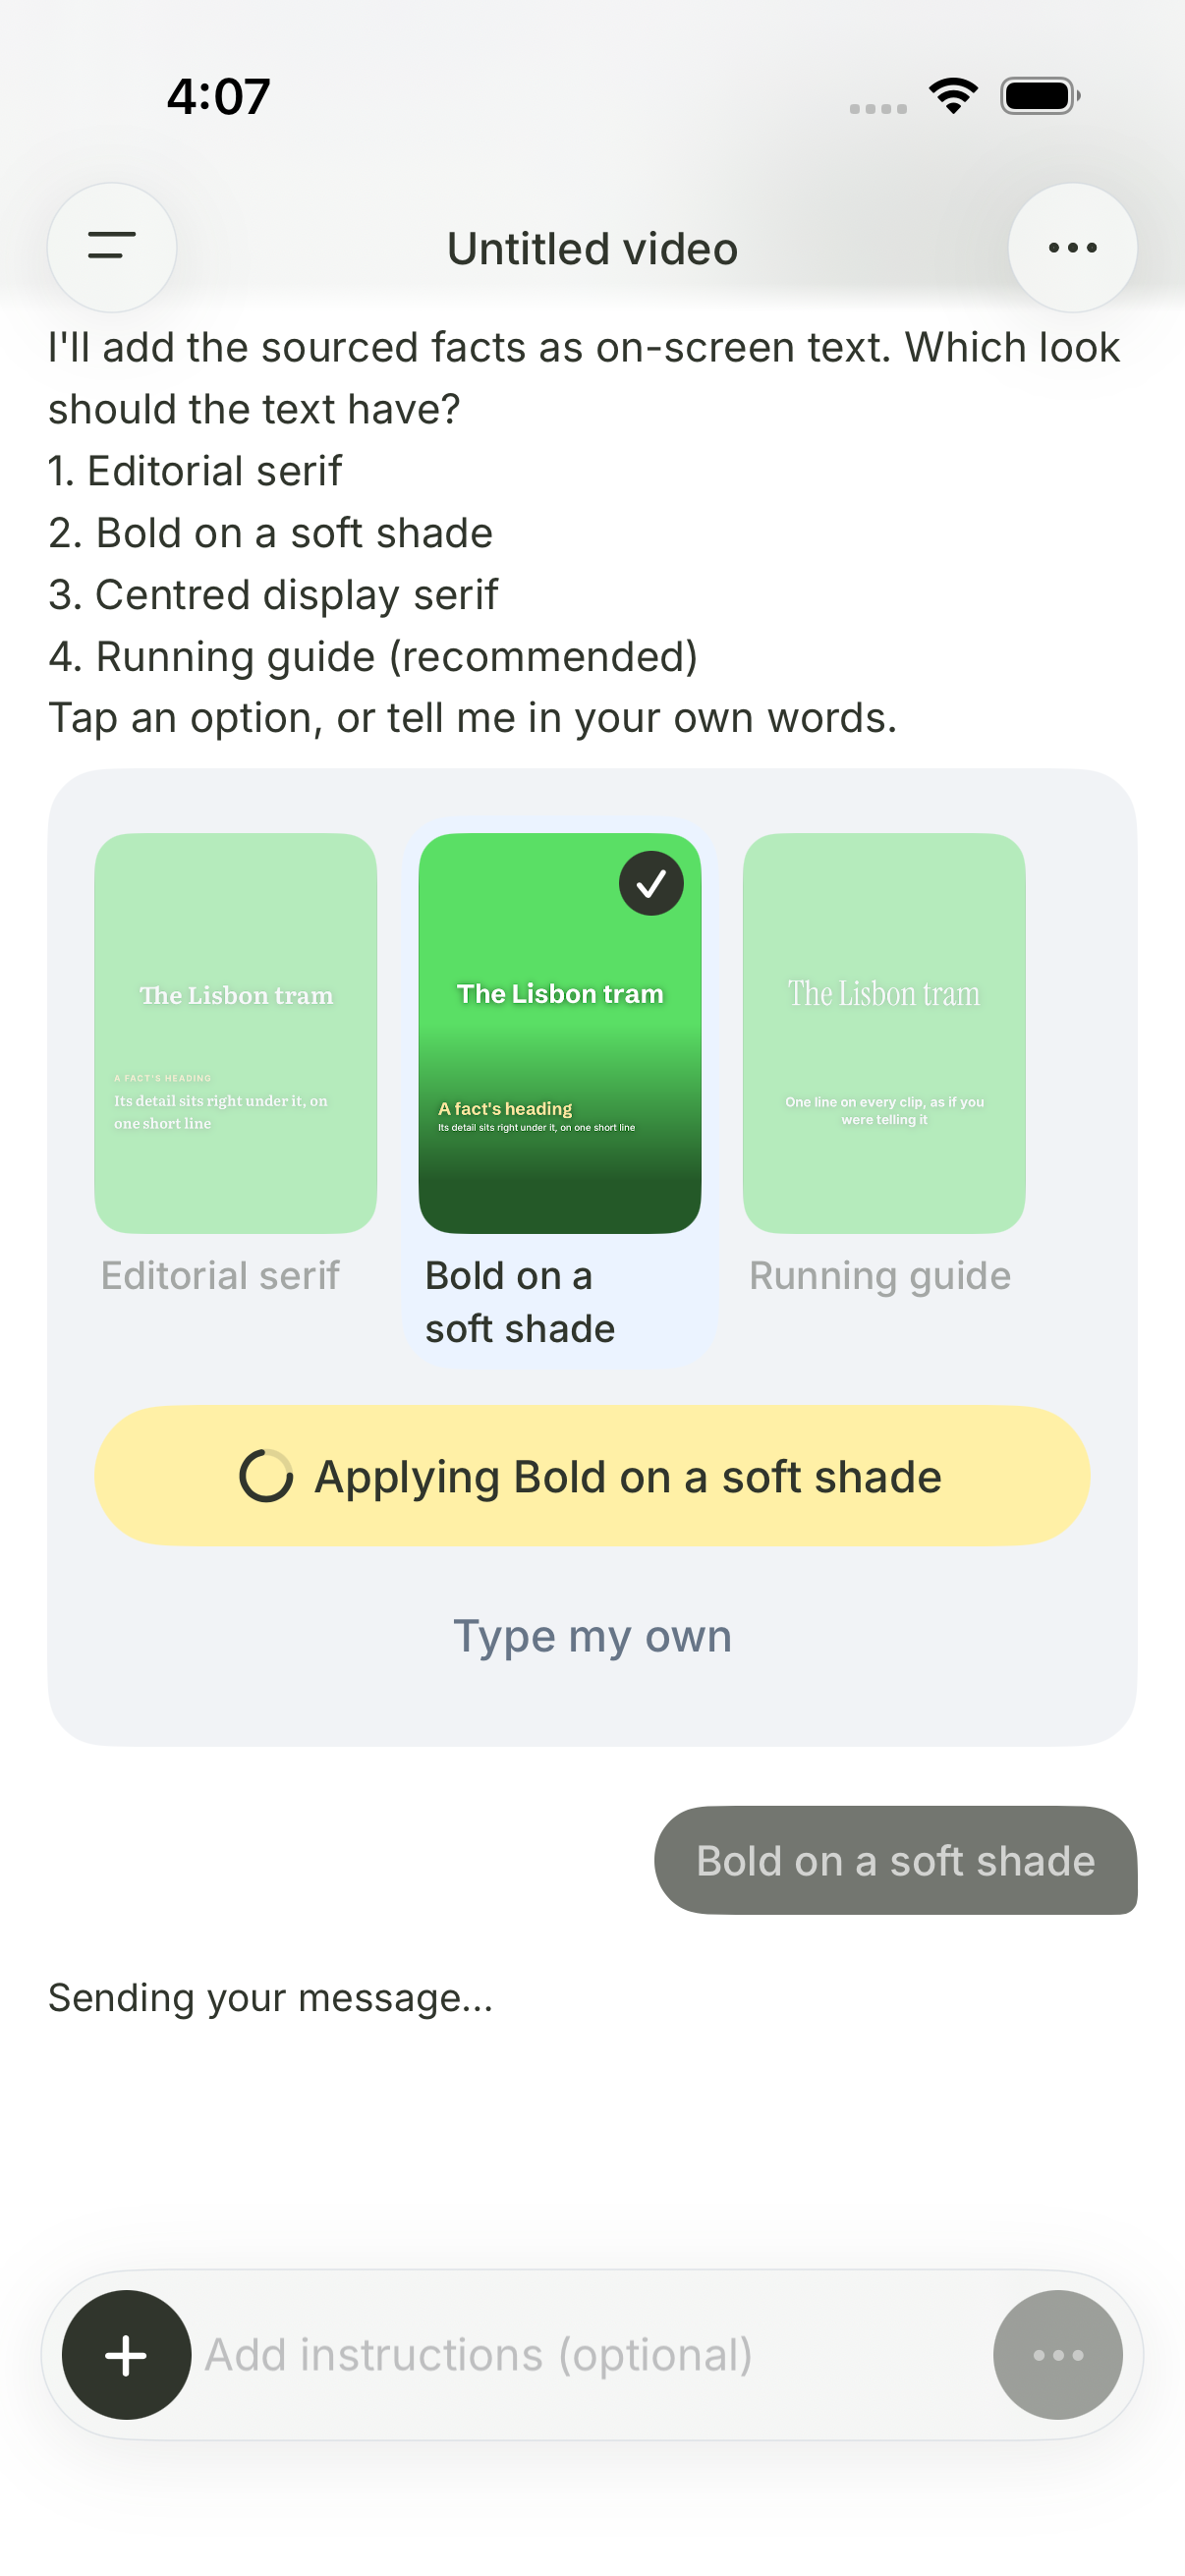 4:07
Untitled video
I'll add the sourced facts as on-screen text. Which look
should the text have?
1. Editorial serif
2. Bold on a soft shade
3. Centred display serif
4. Running guide (recommended)
Tap an option, or tell me in your own words.
The Lisbon tram
A FACT'S HEADING
Its detail sits right under it, on
one short line
Editorial serif
The Lisbon tram
A fact's heading
Its detail sits right under it, on one short line
Bold on a
soft shade
The Lisbon tram
One line on every clip, as if you
were telling it
Running guide
Applying Bold on a soft shade
Type my own
Bold on a soft shade
Sending your message...
Add instructions (optional)